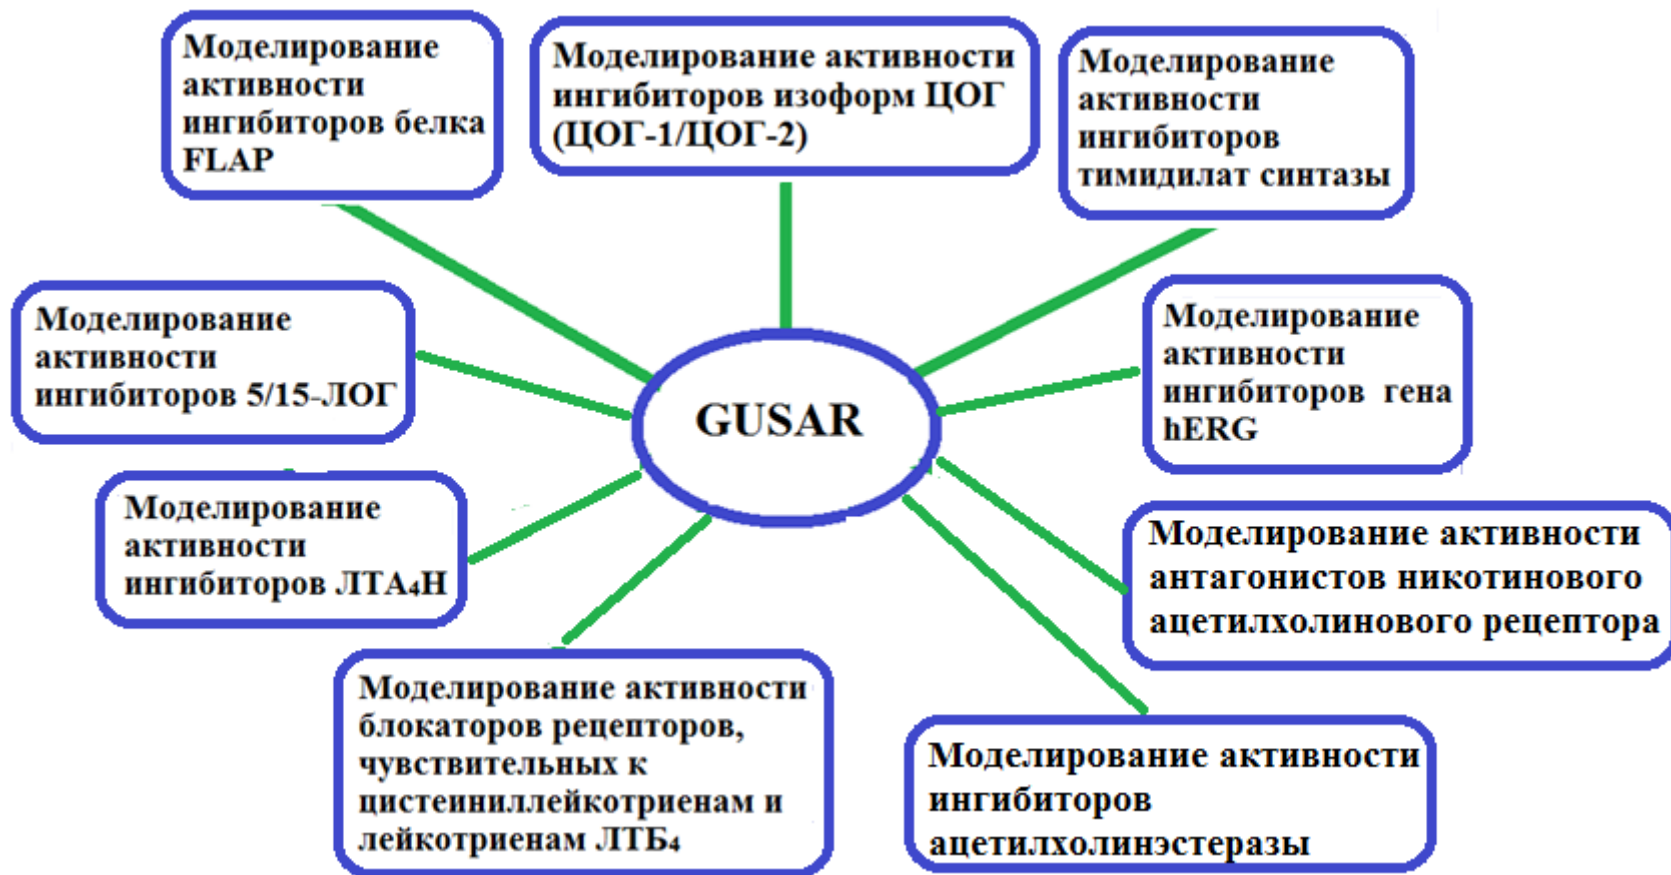 Моделирование
активности
ингибиторов белка
FLAP
Моделирование активности
ингибиторов изоформ ЦОГ
(ЦОГ-1/ЦОГ-2)
Моделирование
активности
ингибиторов
тимидилат синтазы
Моделирование
активности
ингибиторов 5/15-ЛОГ
GUSAR
Моделирование
активности
ингибиторов гена
hERG
Моделирование
активности
ингибиторов ЛТА₄Н
Моделирование активности
антагонистов никотинового
ацетилхолинового рецептора
Моделирование активности
блокаторов рецепторов,
чувствительных к
цистеиниллейкотриенам и
лейкотриенам ЛТБ₄
Моделирование активности
ингибиторов
ацетилхолинэстеразы